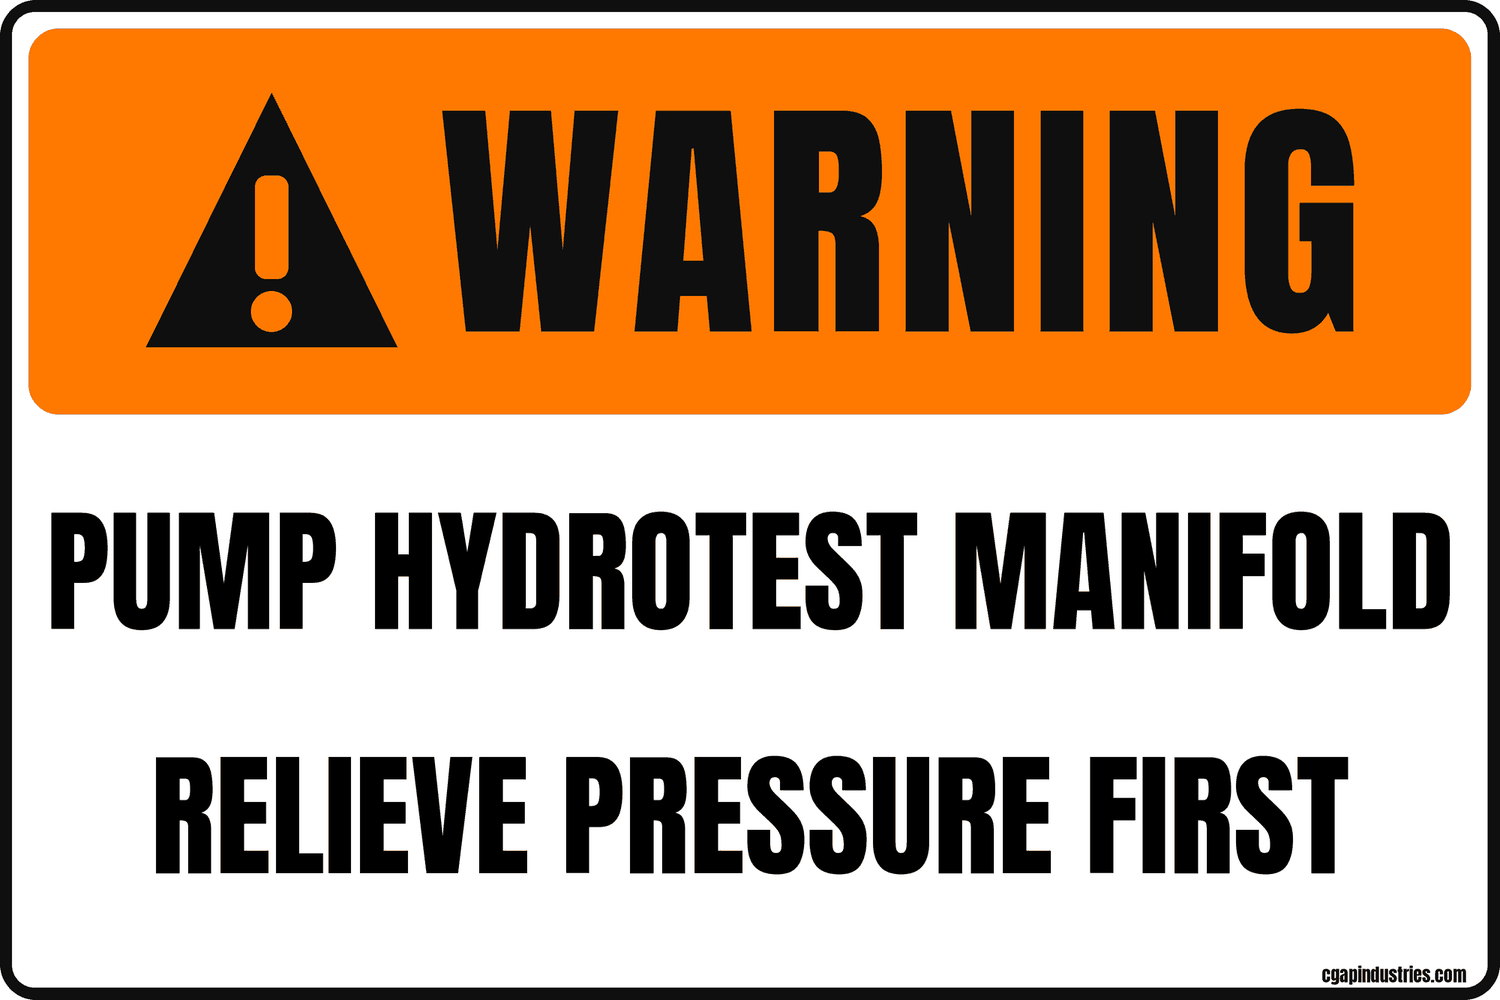 WARNING
PUMP HYDROTEST MANIFOLD
RELIEVE PRESSURE FIRST
cgapindustries.com